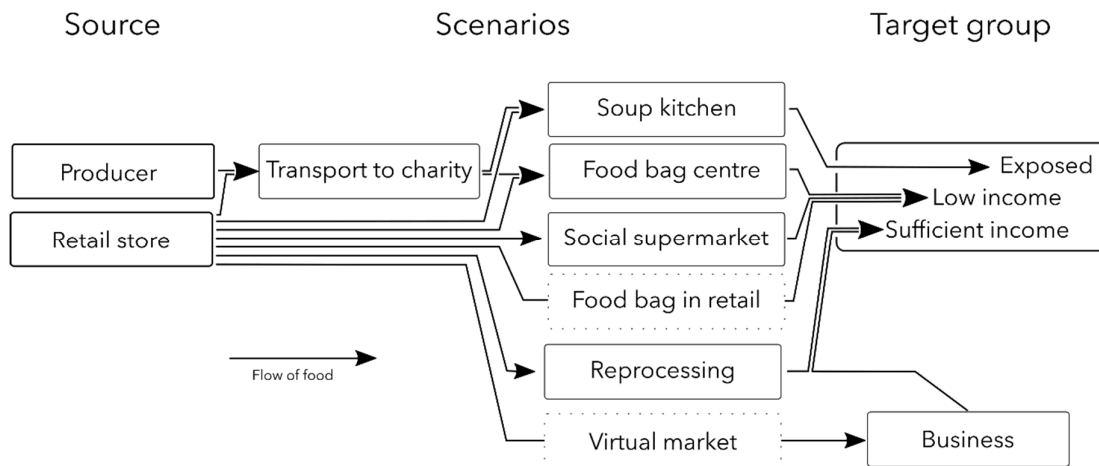 Source
Scenarios
Target group
Soup kitchen
Producer
Transport to charity
Food bag centre
Exposed
Low income
Retail store
Social supermarket
Sufficient income
Food bag in retail
Flow of food
Reprocessing
Virtual market
Business